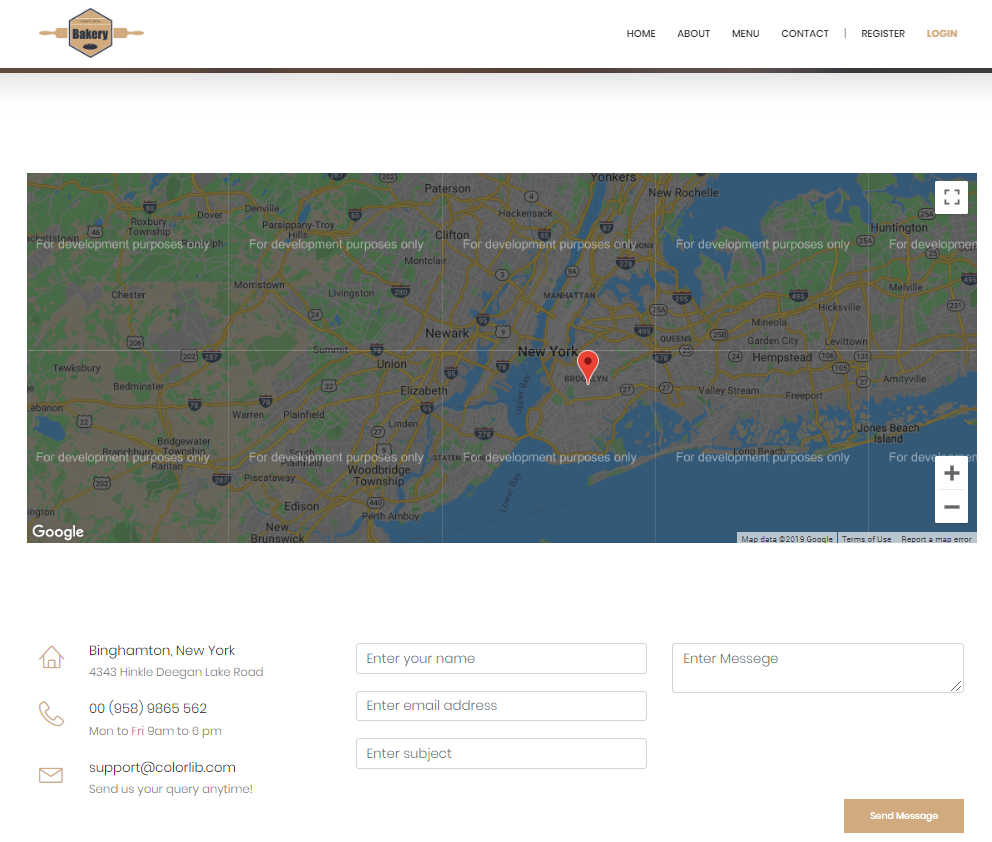 Bakery
HOME ABOUT MENU CONTACT | REGISTER LOGIN
Paterson
Yonkers
New Rochelle
Hackensack
Denville
Dover
Roxbury
Township
Parsippany-Troy
Hills
Clifton
Huntington
For development purposes only For development purposes only For development purposes only For development purposes only For developmen
Montclair
Morristown
Livingston
Chester
MANHATTAN
Melville
Hicksville
Newark
Mineola
QUEENS
Garden City
Levittown
Summit
New York
Hempstead
Union
Tewksbury
BROOKLYN
Amityville
Bedminster
Elizabeth
Valley Stream
Freeport
Lebanon
Warren
Plainfield
Upper Bay
Linden
Jones Beach
Island
Bridgewater
Township
Branchburg
Raritan
South
Plainfield
Long Beach
For development purposes only For development purposes only For development purposes only For development purposes only For deve
Woodbridge
Township
Piscataway
Lower Bay
Edison
Perth Amboy
New
Brunswick
Google
Map data ©2019 Google Terms of Use Report a map error
Binghamton, New York
4343 Hinkle Deegan Lake Road
00 (958) 9865 562
Mon to Fri 9am to 6 pm
support@colorlib.com
Send us your query anytime!
Enter your name
Enter email address
Enter subject
Enter Messege
Send Message